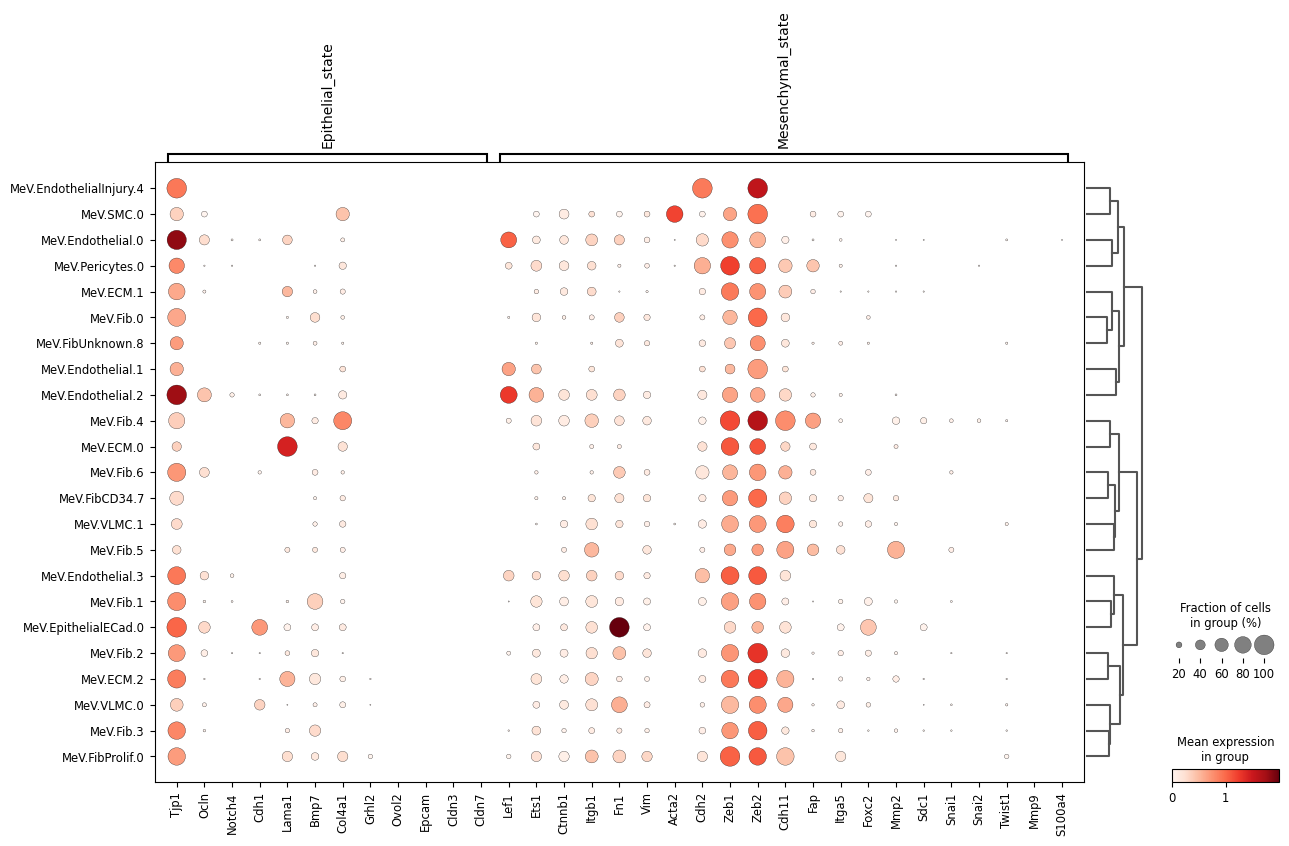 Epithelial_state
Mesenchymal_state
MeV.EndothelialInjury.4
MeV.SMC.0
MeV.Endothelial.0
MeV.Pericytes.0
MeV.ECM.1
MeV.Fib.0
MeV.FibUnknown.8
MeV.Endothelial.1
MeV.Endothelial.2
MeV.Fib.4
MeV.ECM.0
MeV.Fib.6
MeV.FibCD34.7
MeV.VLMC.1
MeV.Fib.5
MeV.Endothelial.3
MeV.Fib.1
MeV.EpithelialECad.0
MeV.Fib.2
MeV.ECM.2
MeV.VLMC.0
MeV.Fib.3
MeV.FibProlif.0
Tjp1
Ocln
Notch4
Cdh1
Lama1
Bmp7
Col4a1
Grhl2
Ovol2
Epcam
Cldn3
Cldn7
Lef1
Ets1
Ctnnb1
Itgb1
Fn1
Vim
Acta2
Cdh2
Zeb1
Zeb2
Cdh11
Fap
Itga5
Foxc2
Mmp2
Sdc1
Snai1
Snai2
Twist1
Mmp9
S100a4
Fraction of cells
in group (%)
20 40 60 80 100
Mean expression
in group
0 1